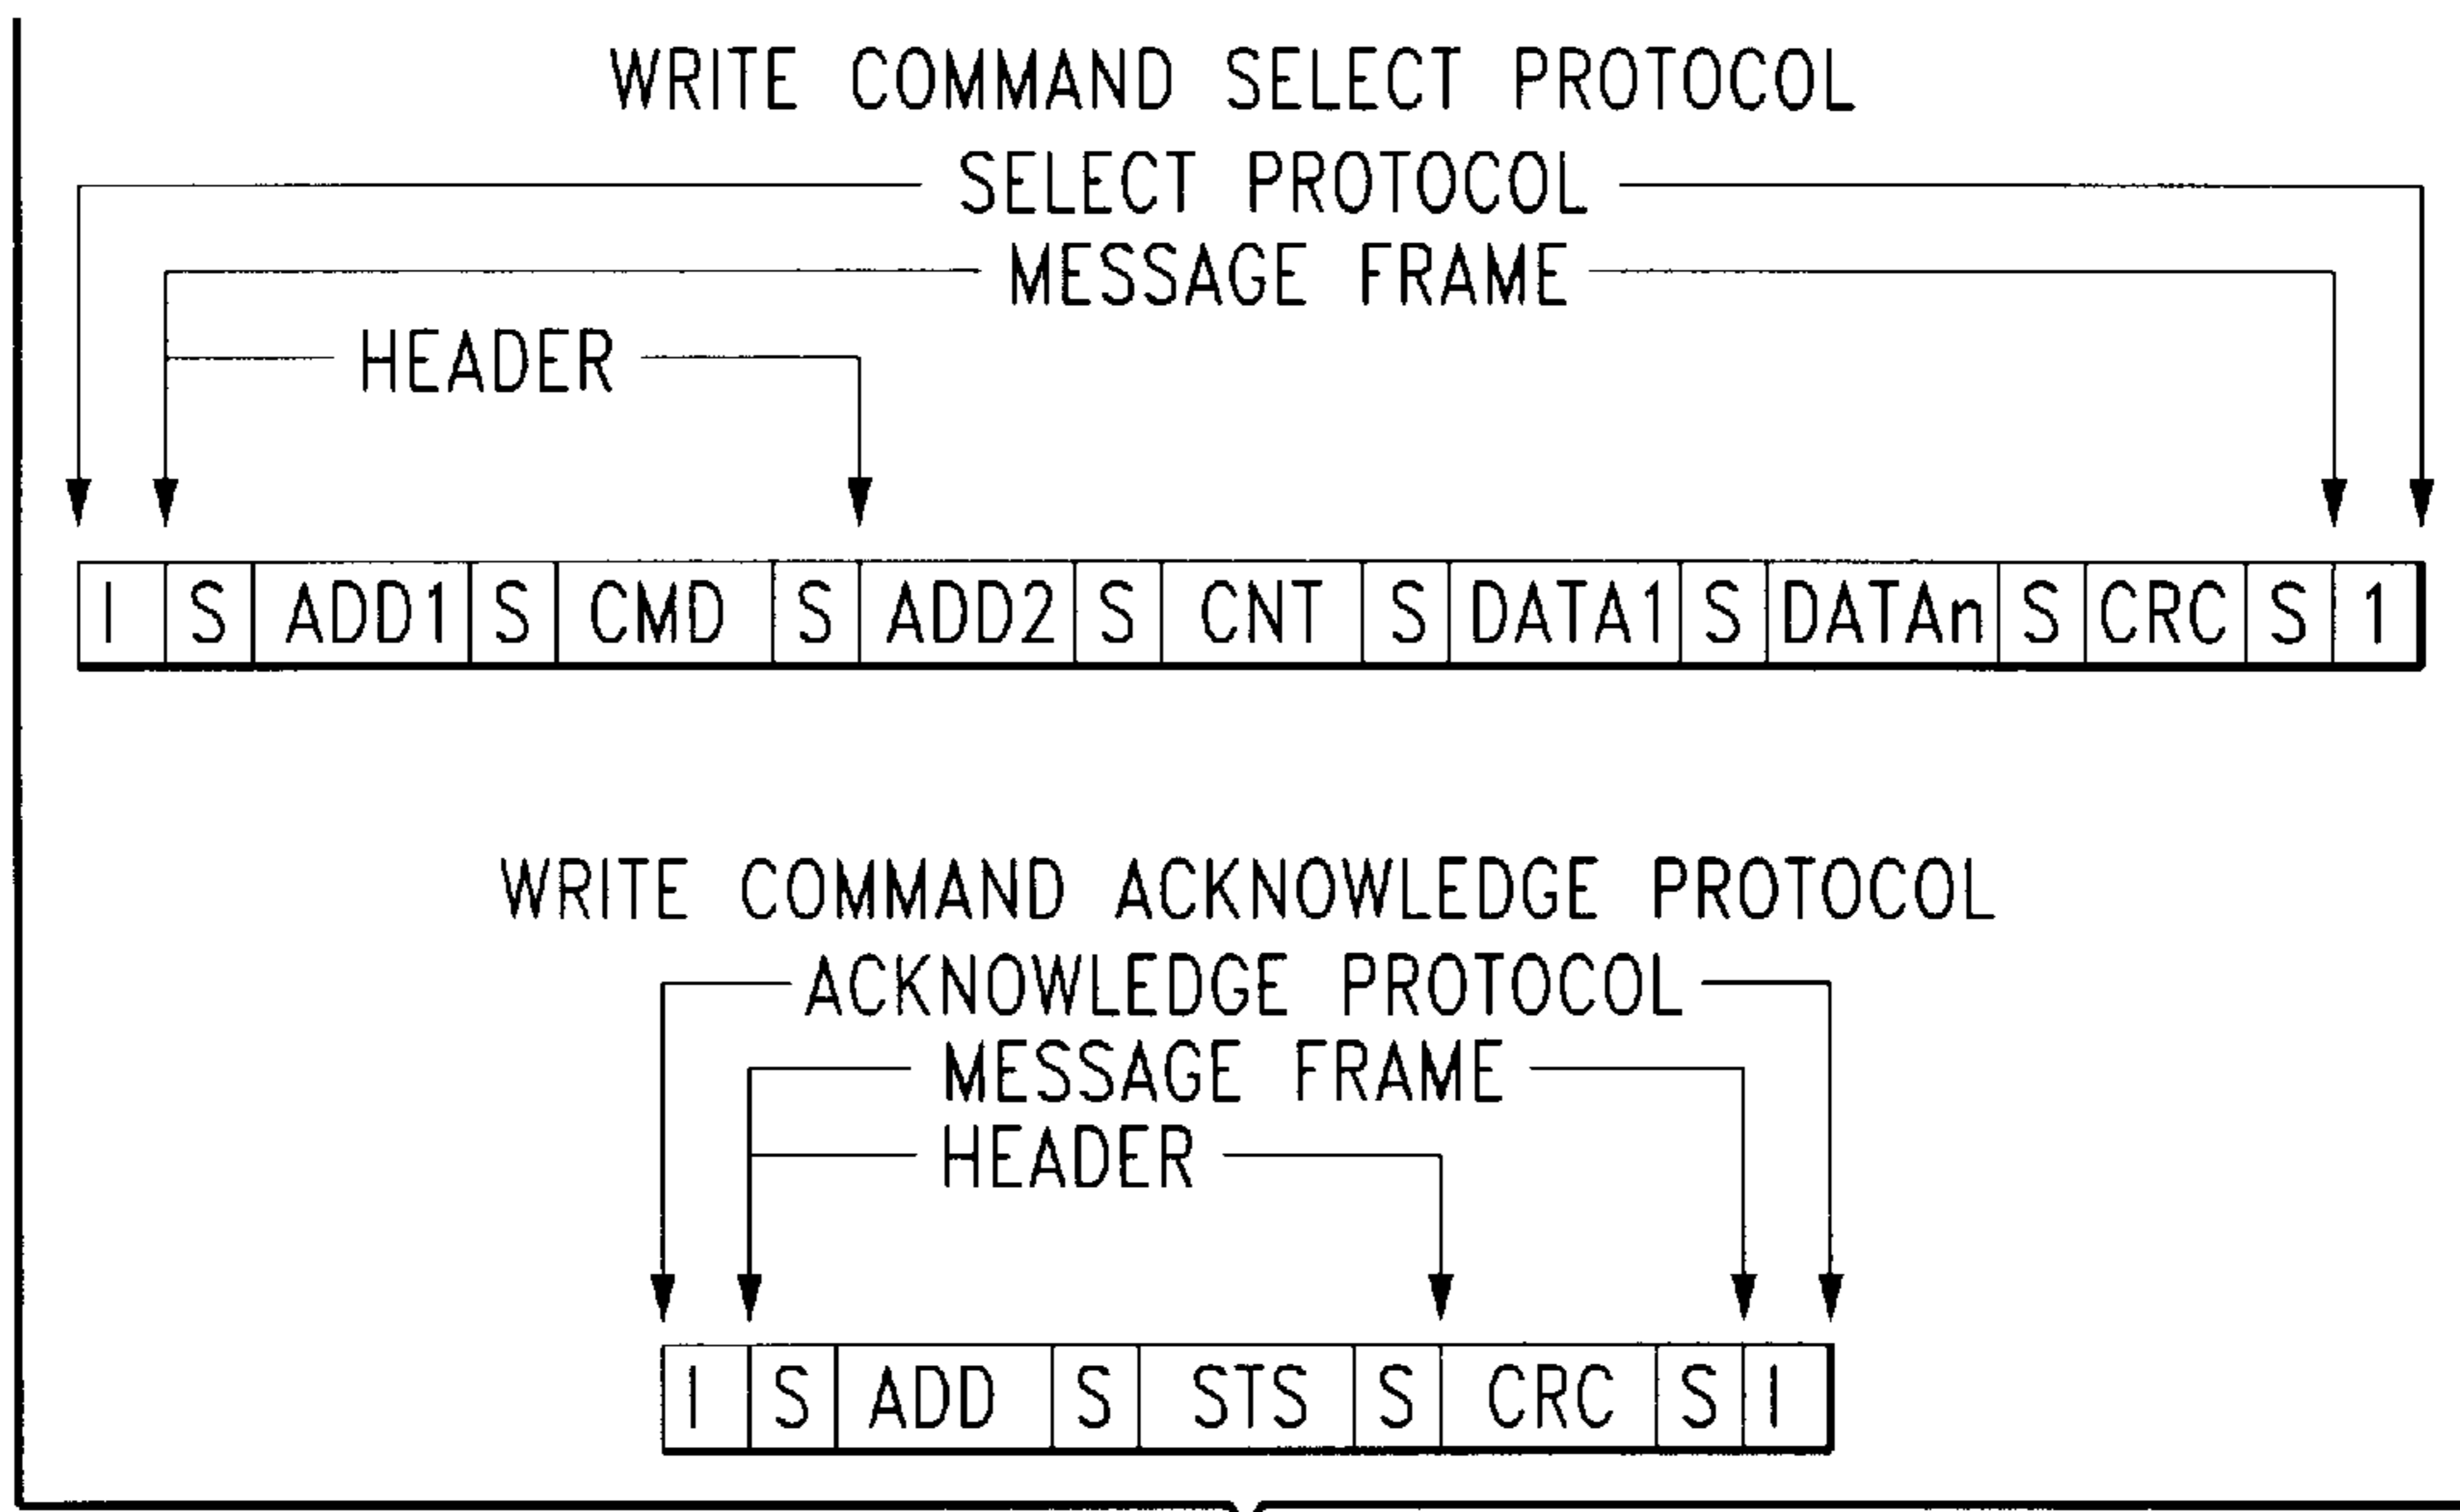 WRITE COMMAND SELECT PROTOCOL
SELECT PROTOCOL
MESSAGE FRAME
HEADER
I S ADD1 S CMD S ADD2 S CNT S DATA1 S DATAn S CRC S 1
WRITE COMMAND ACKNOWLEDGE PROTOCOL
ACKNOWLEDGE PROTOCOL
MESSAGE FRAME
HEADER
I S ADD S STS S CRC S I